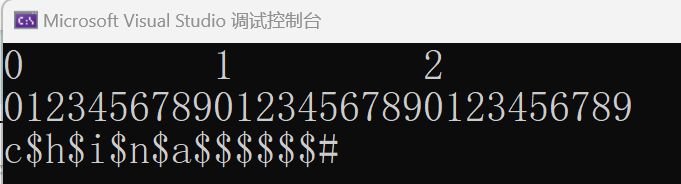 Microsoft Visual Studio 调试控制台
0         1         2
012345678901234567890123456789
c$h$i$n$a$$$$$$#